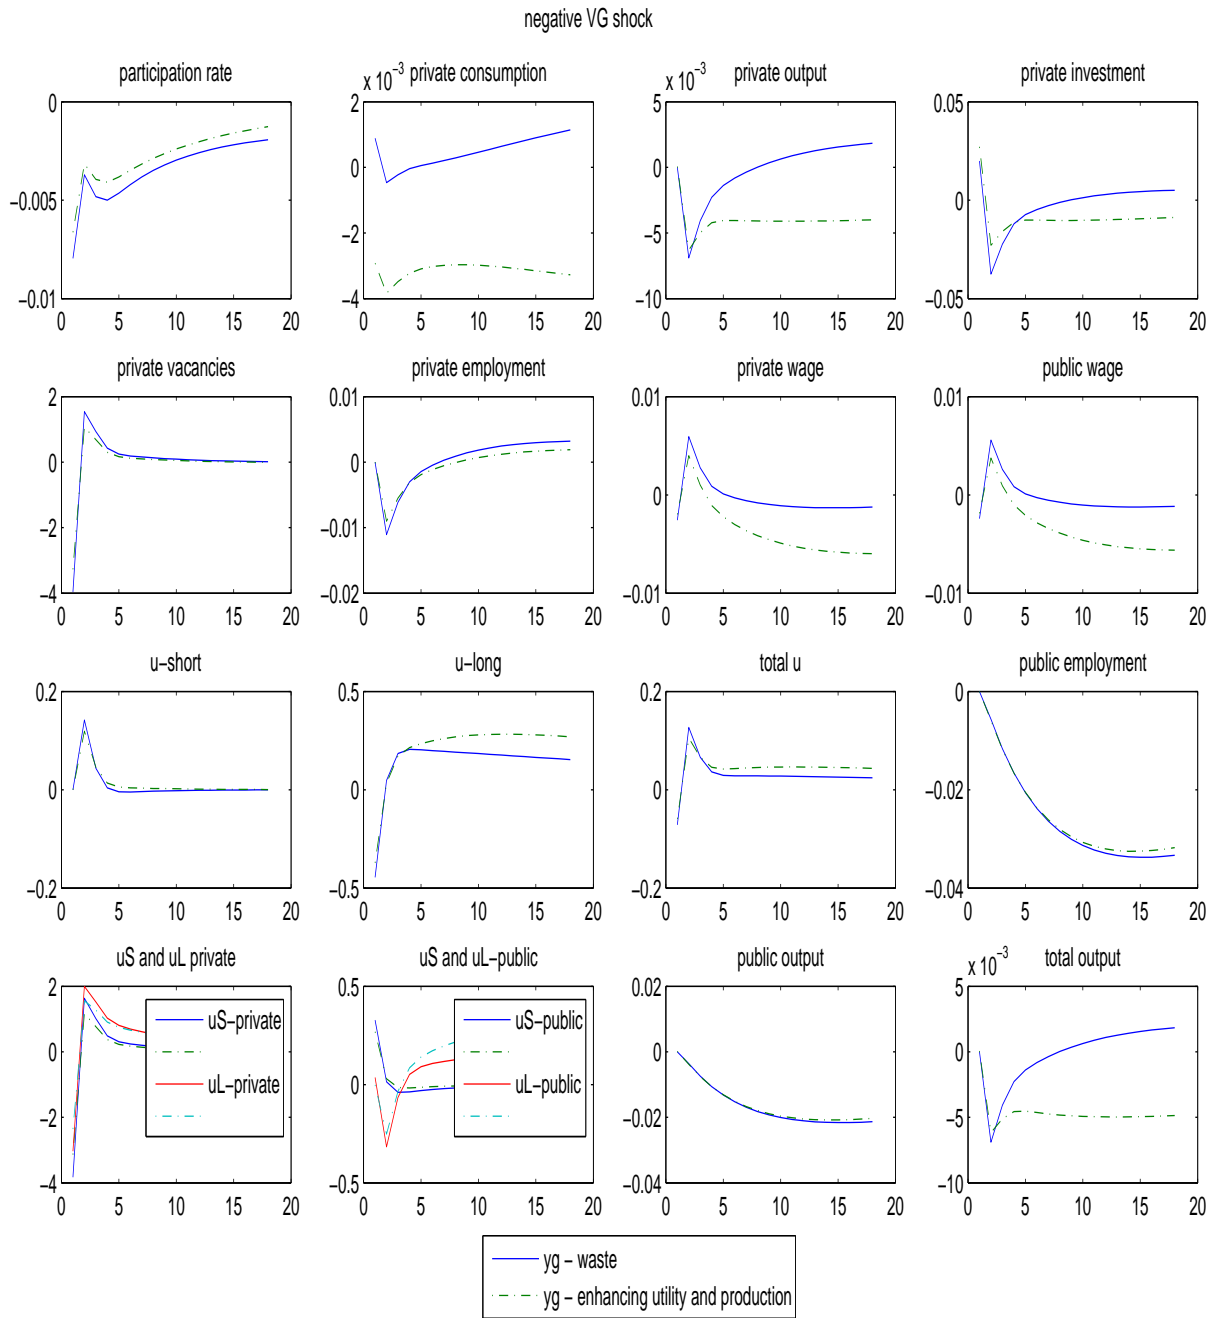 negative VG shock
participation rate
0
−0.005
−0.01
0 5 10 15 20
x 10−3 private consumption
2
0
−2
−4
0 5 10 15 20
x 10−3 private output
5
0
−5
−10
0 5 10 15 20
private investment
0.05
0
−0.05
0 5 10 15 20
private vacancies
2
0
−2
−4
0 5 10 15 20
private employment
0.01
0
−0.01
−0.02
0 5 10 15 20
private wage
0.01
0
−0.01
0 5 10 15 20
public wage
0.01
0
−0.01
0 5 10 15 20
u−short
0.2
0
−0.2
0 5 10 15 20
u−long
0.5
0
−0.5
0 5 10 15 20
total u
0.2
0
−0.2
0 5 10 15 20
public employment
0
−0.02
−0.04
0 5 10 15 20
uS and uL private
2
0
−2
−4
0 5 10 15 20
uS−private
uL−private
uS and uL−public
0.5
0
−0.5
0 5 10 15 20
uS−public
uL−public
public output
0.02
0
−0.02
−0.04
0 5 10 15 20
x 10−3 total output
5
0
−5
−10
0 5 10 15 20
yg − waste
yg − enhancing utility and production